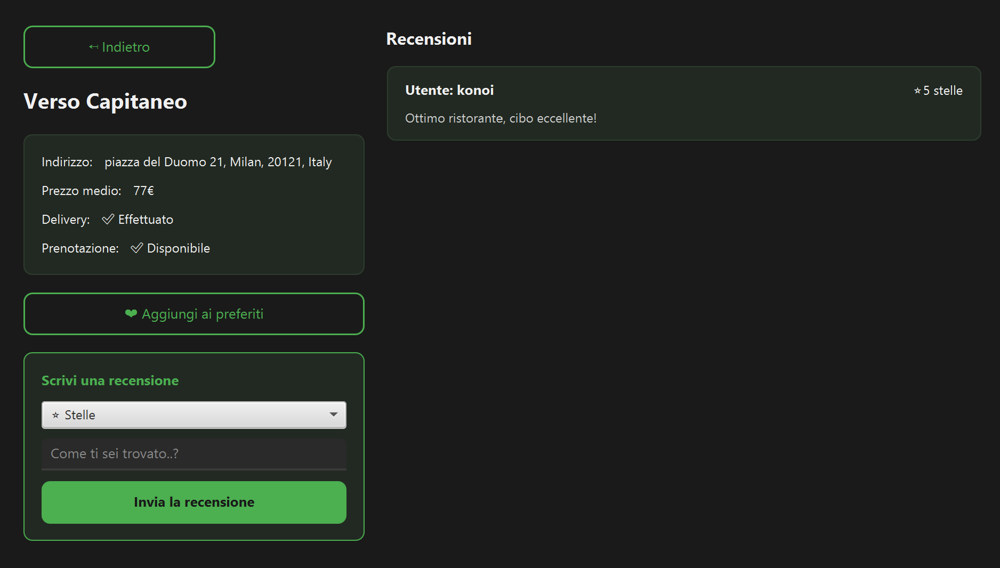 ↤ Indietro
Verso Capitaneo
Indirizzo: piazza del Duomo 21, Milan, 20121, Italy
Prezzo medio: 77€
Delivery: ✅ Effettuato
Prenotazione: ✅ Disponibile
❤ Aggiungi ai preferiti
Scrivi una recensione
⭐ Stelle
Come ti sei trovato..?
Invia la recensione
Recensioni
Utente: konoi
⭐ 5 stelle
Ottimo ristorante, cibo eccellente!